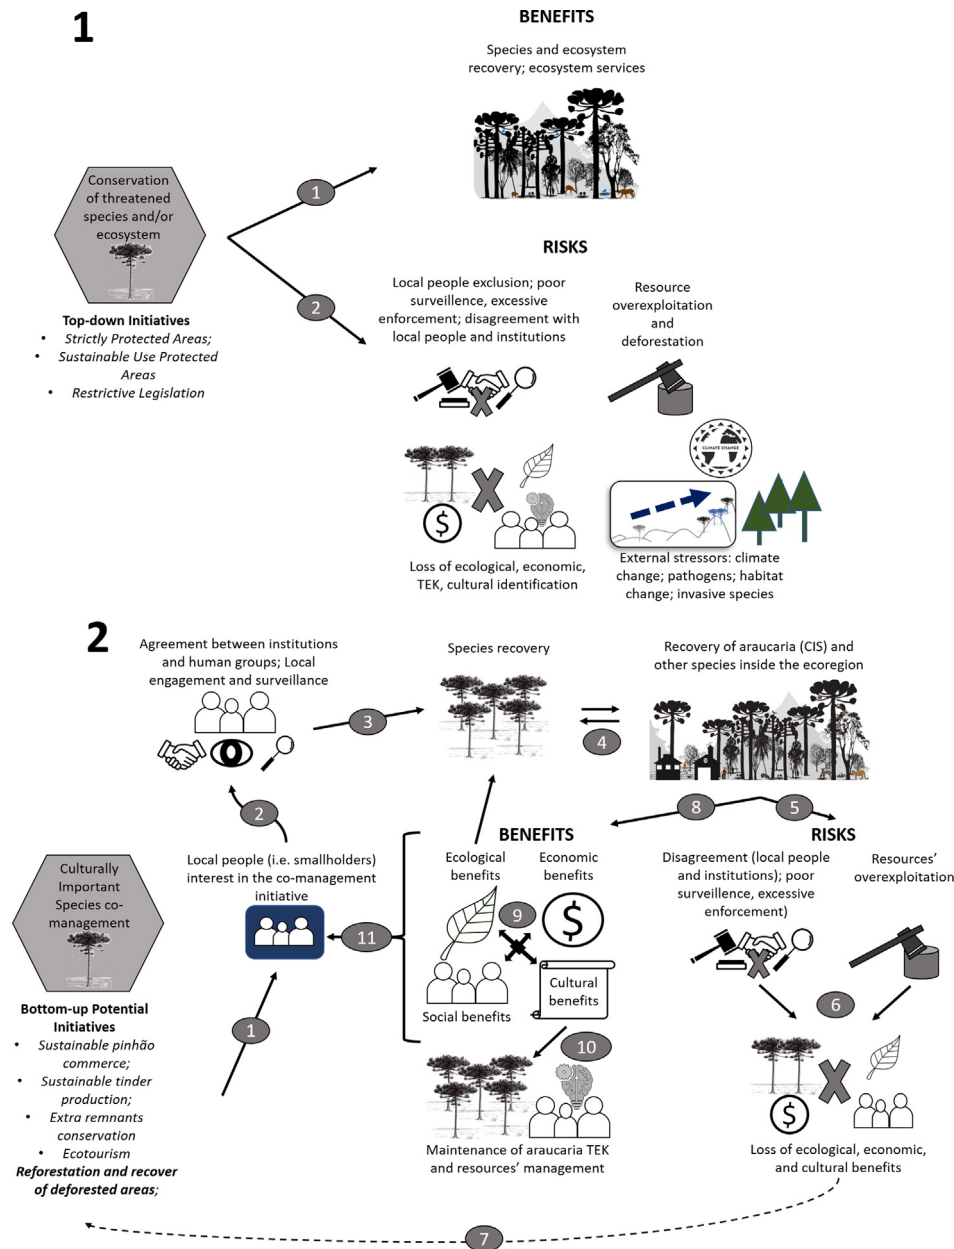 1
BENEFITS
Species and ecosystem
recovery; ecosystem services
1
Conservation
of threatened
species and/or
ecosystem
Top-down Initiatives
• Strictly Protected Areas;
• Sustainable Use Protected
Areas
• Restrictive Legislation
2
RISKS
Local people exclusion; poor
surveillence, excessive
enforcement; disagreement with
local people and institutions
Resource
overexploitation
and
deforestation
CLIMATE CHANGE
$
Loss of ecological, economic,
TEK, cultural identification
External stressors: climate
change; pathogens; habitat
change; invasive species
2
Agreement between institutions
and human groups; Local
engagement and surveillance
3
Species recovery
4
Recovery of araucaria (CIS) and
other species inside the ecoregion
2
Local people (i.e. smallholders)
interest in the co-management
initiative
Culturally
Important
Species co-
management
Bottom-up Potential
Initiatives
• Sustainable pinhão
commerce;
• Sustainable tinder
production;
• Extra remnants
conservation
• Ecotourism
Reforestation and recover
of deforested areas;
1
11
8
5
BENEFITS
Ecological
benefits
Economic
benefits
9
$
Social benefits
Cultural
benefits
10
Maintenance of araucaria TEK
and resources' management
RISKS
Disagreement (local people
and institutions); poor
surveillence, excessive
enforcement)
Resources'
overexploitation
6
$
Loss of ecological, economic,
and cultural benefits
7